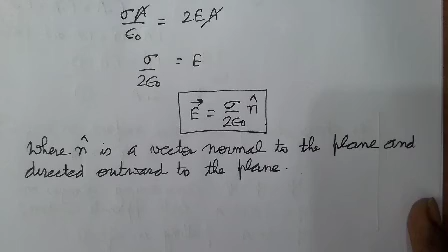 σA/ε₀ = 2EA
σ/2ε₀ = E
E⃗ = σ/2ε₀ n̂
Where n̂ is a vector normal to the plane and
directed outward to the plane.